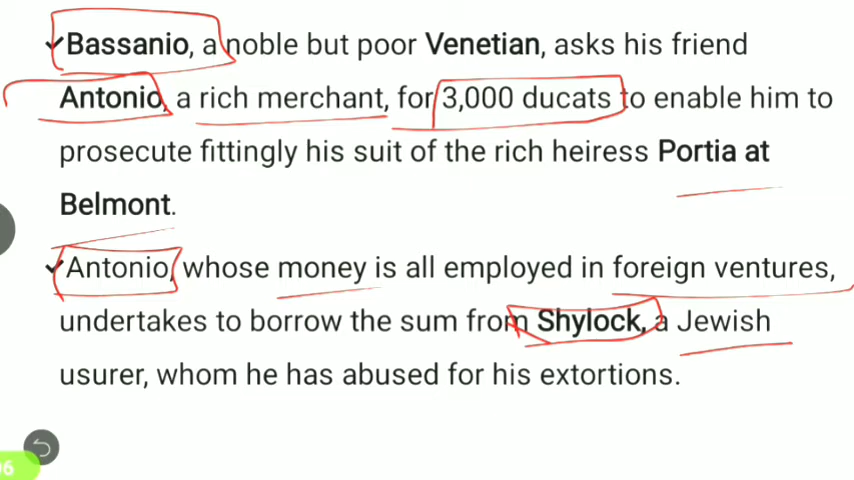 Bassanio, a noble but poor Venetian, asks his friend
Antonio, a rich merchant, for 3,000 ducats to enable him to
prosecute fittingly his suit of the rich heiress Portia at
Belmont.
Antonio, whose money is all employed in foreign ventures,
undertakes to borrow the sum from Shylock, a Jewish
usurer, whom he has abused for his extortions.